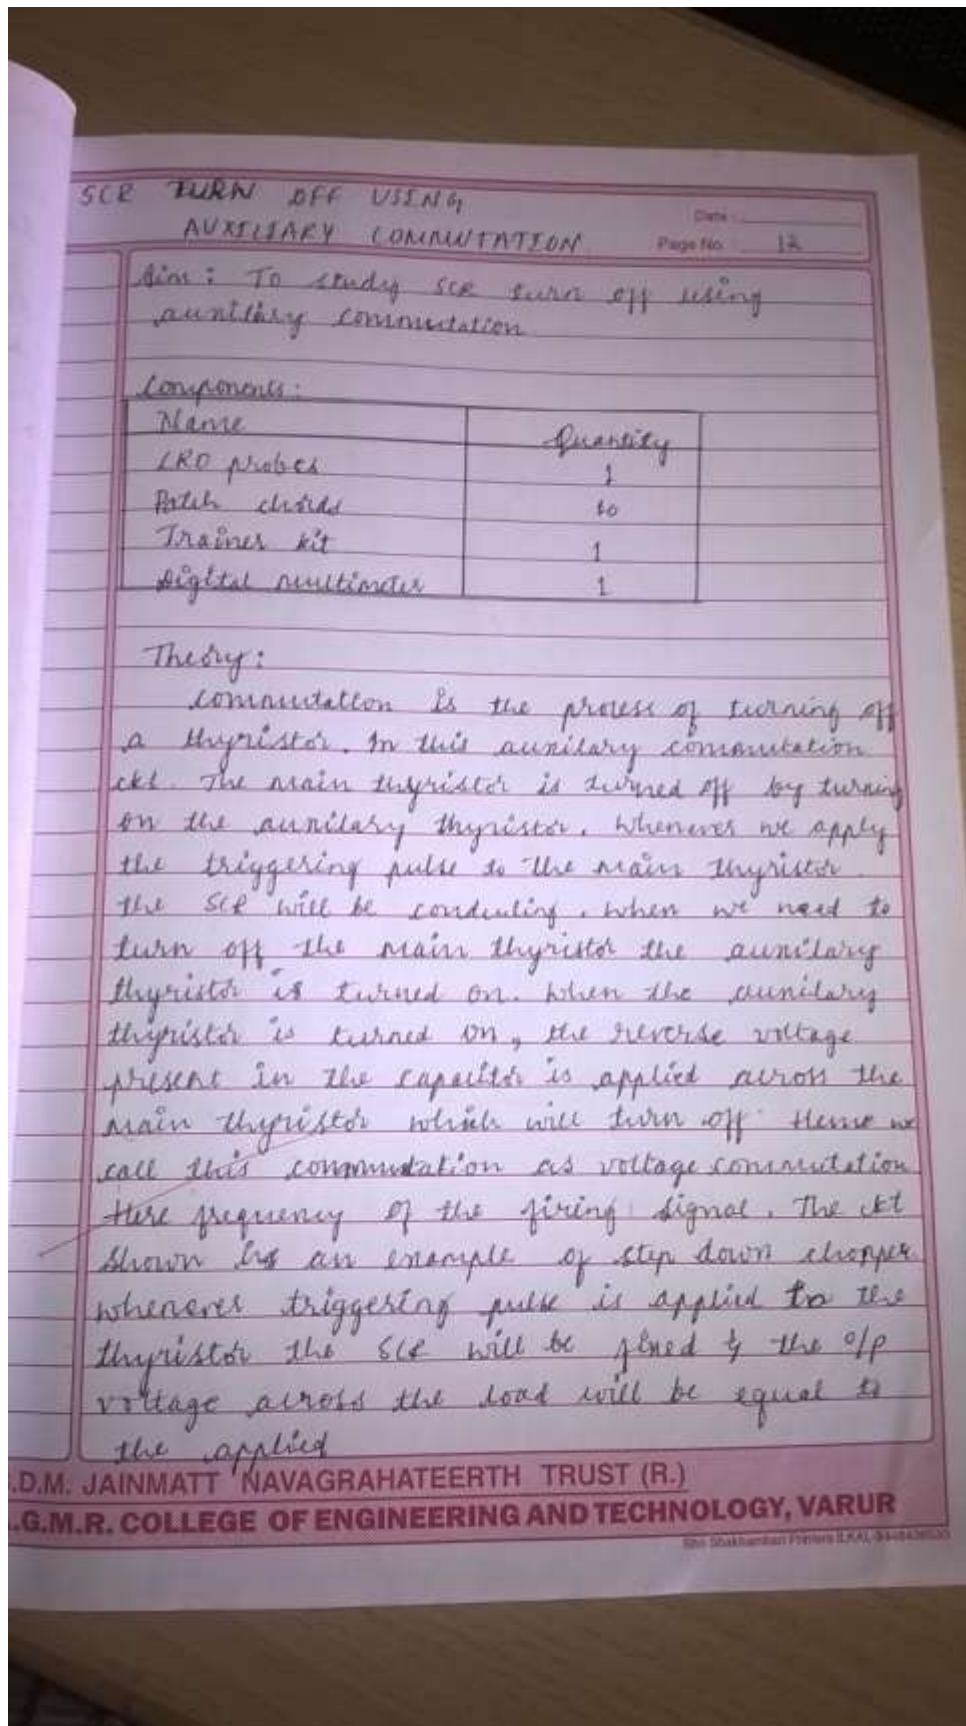 SCR TURN OFF USING
AUXILIARY COMMUTATION
Date :
Page No. 12
Aim : To study SCR turn off using
auxiliary commutation
Components :
Name Quantity
CRO probes 1
Patch chords 10
Trainer kit 1
Digital multimeter 1
Theory :
Commutation is the process of turning off
a thyristor. In this auxilary commutation
ckt. The main thyristor is turned off by turning
on the auxilary thyristor. Whenever we apply
the triggering pulse to the main thyristor.
the SCR will be conducting. When we need to
turn off the main thyristor the auxilary
thyristor is turned on. When the auxilary
thyristor is turned on, the reverse voltage
present in the capacitor is applied across the
main thyristor which will turn off. Hence we
call this commutation as voltage commutation
Here frequency of the firing signal. The ckt
shown is an example of step down chopper
whenever triggering pulse is applied to the
thyristor the SCR will be fired & the o/p
voltage across the load will be equal to
the applied
.D.M. JAINMATT NAVAGRAHATEERTH TRUST (R.)
.G.M.R. COLLEGE OF ENGINEERING AND TECHNOLOGY, VARUR